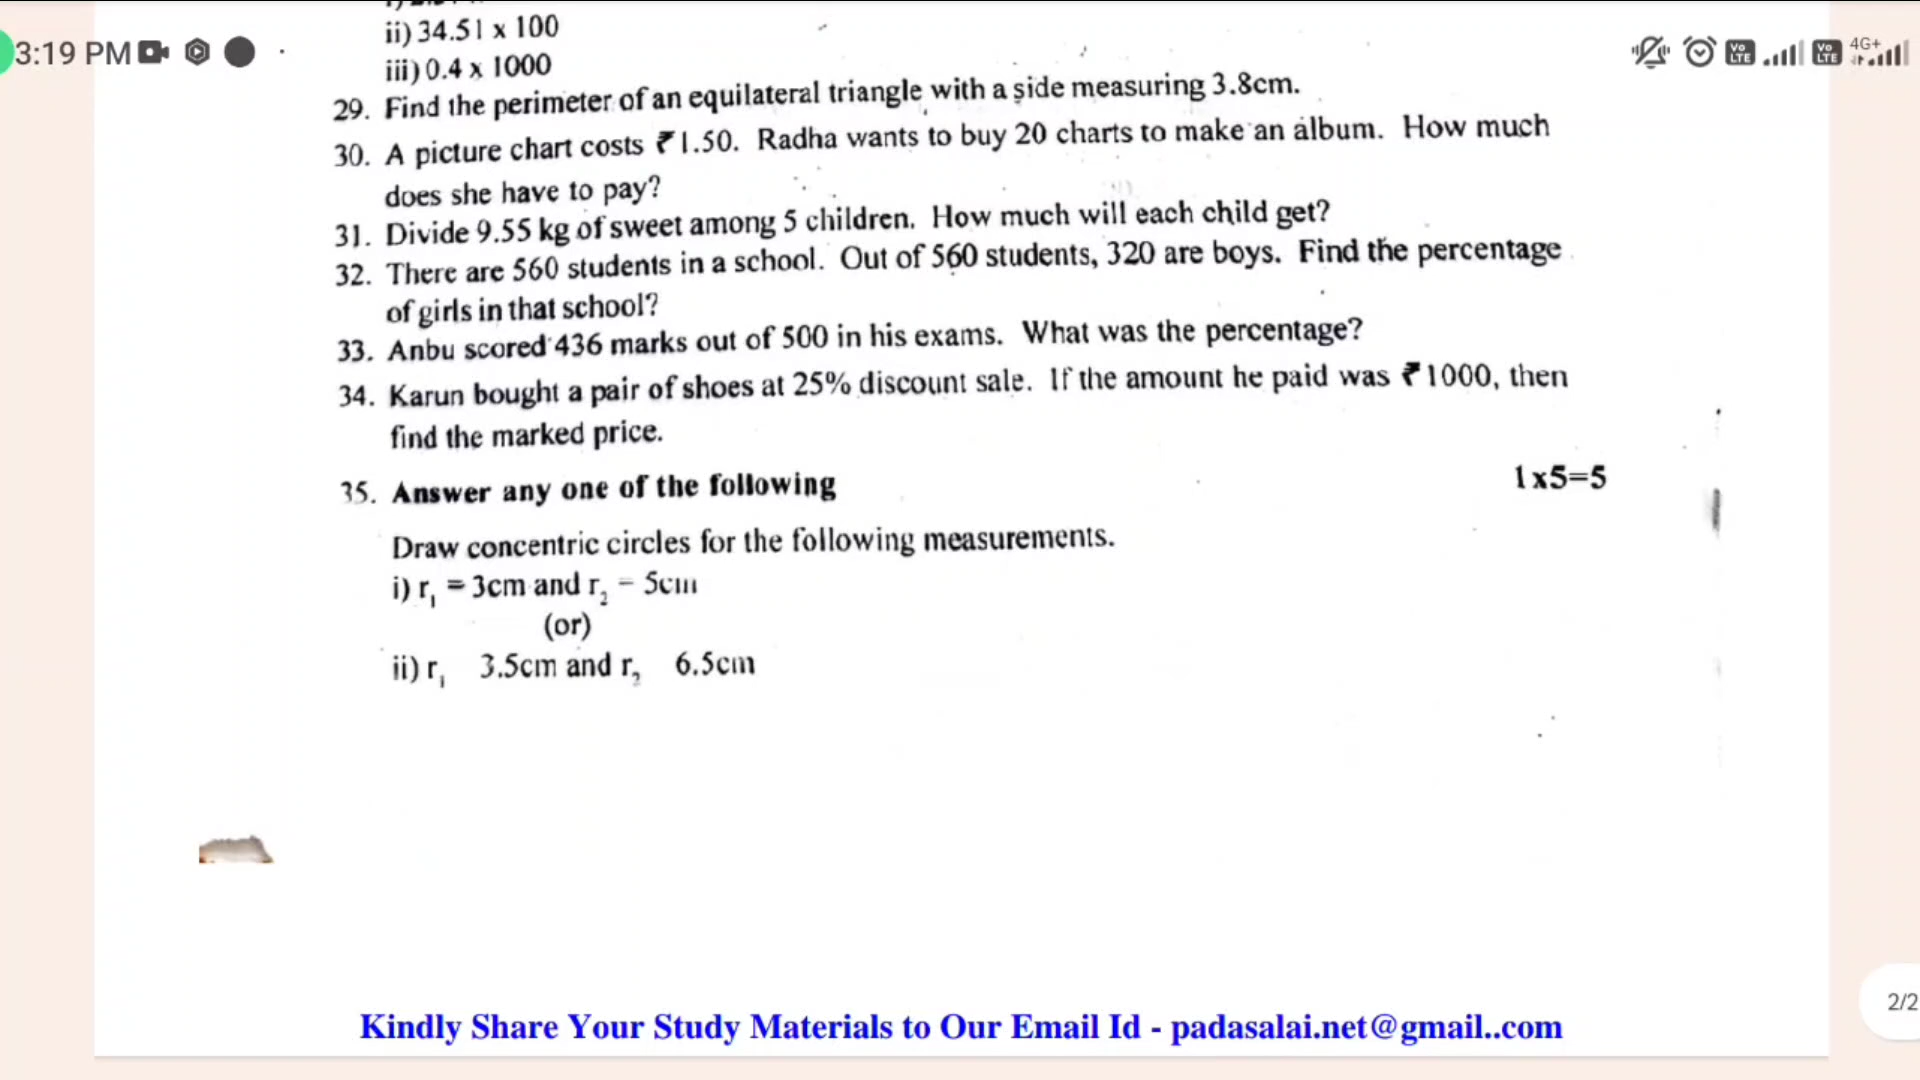 ii) 34.51 x 100
3:19 PM
iii) 0.4 x 1000
29. Find the perimeter of an equilateral triangle with a side measuring 3.8cm.
30. A picture chart costs ₹1.50. Radha wants to buy 20 charts to make an album. How much
does she have to pay?
31. Divide 9.55 kg of sweet among 5 children. How much will each child get?
32. There are 560 students in a school. Out of 560 students, 320 are boys. Find the percentage
of girls in that school?
33. Anbu scored 436 marks out of 500 in his exams. What was the percentage?
34. Karun bought a pair of shoes at 25% discount sale. If the amount he paid was ₹1000, then
find the marked price.
35. Answer any one of the following 1x5=5
Draw concentric circles for the following measurements.
i) r₁ = 3cm and r₂ = 5cm
(or)
ii) r₁ 3.5cm and r₂ 6.5cm
2/2
Kindly Share Your Study Materials to Our Email Id - padasalai.net@gmail..com